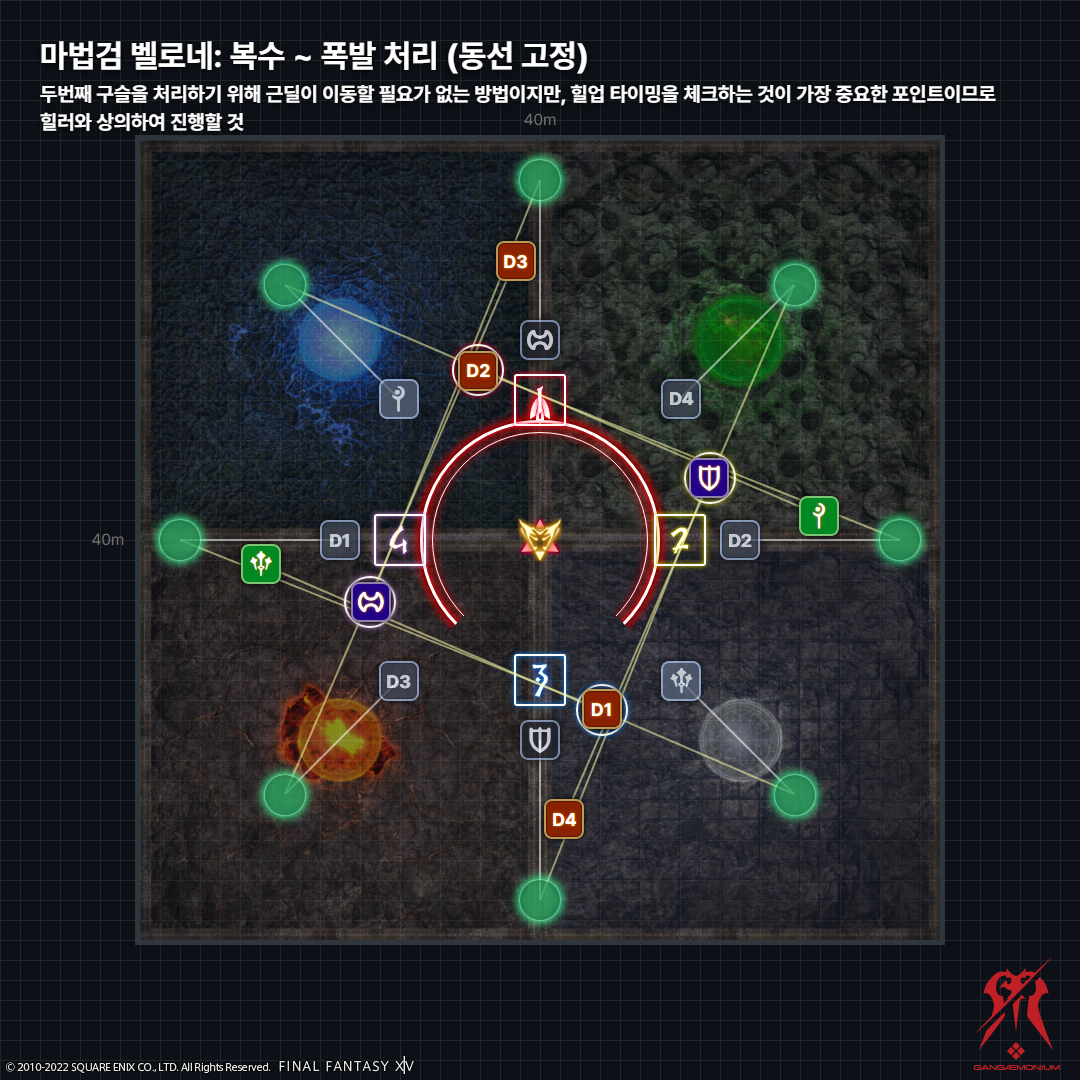 마법검 벨로네: 복수 ~ 폭발 처리 (동선 고정)
두번째 구슬을 처리하기 위해 근딜이 이동할 필요가 없는 방법이지만, 힐업 타이밍을 체크하는 것이 가장 중요한 포인트이므로
힐러와 상의하여 진행할 것
40m
D3
D2
D4
40m
D1
4
2
D2
D3
3
D1
D4
© 2010-2022 SQUARE ENIX CO., LTD. All Rights Reserved. FINAL FANTASY XIV
GANGÆMONIUM